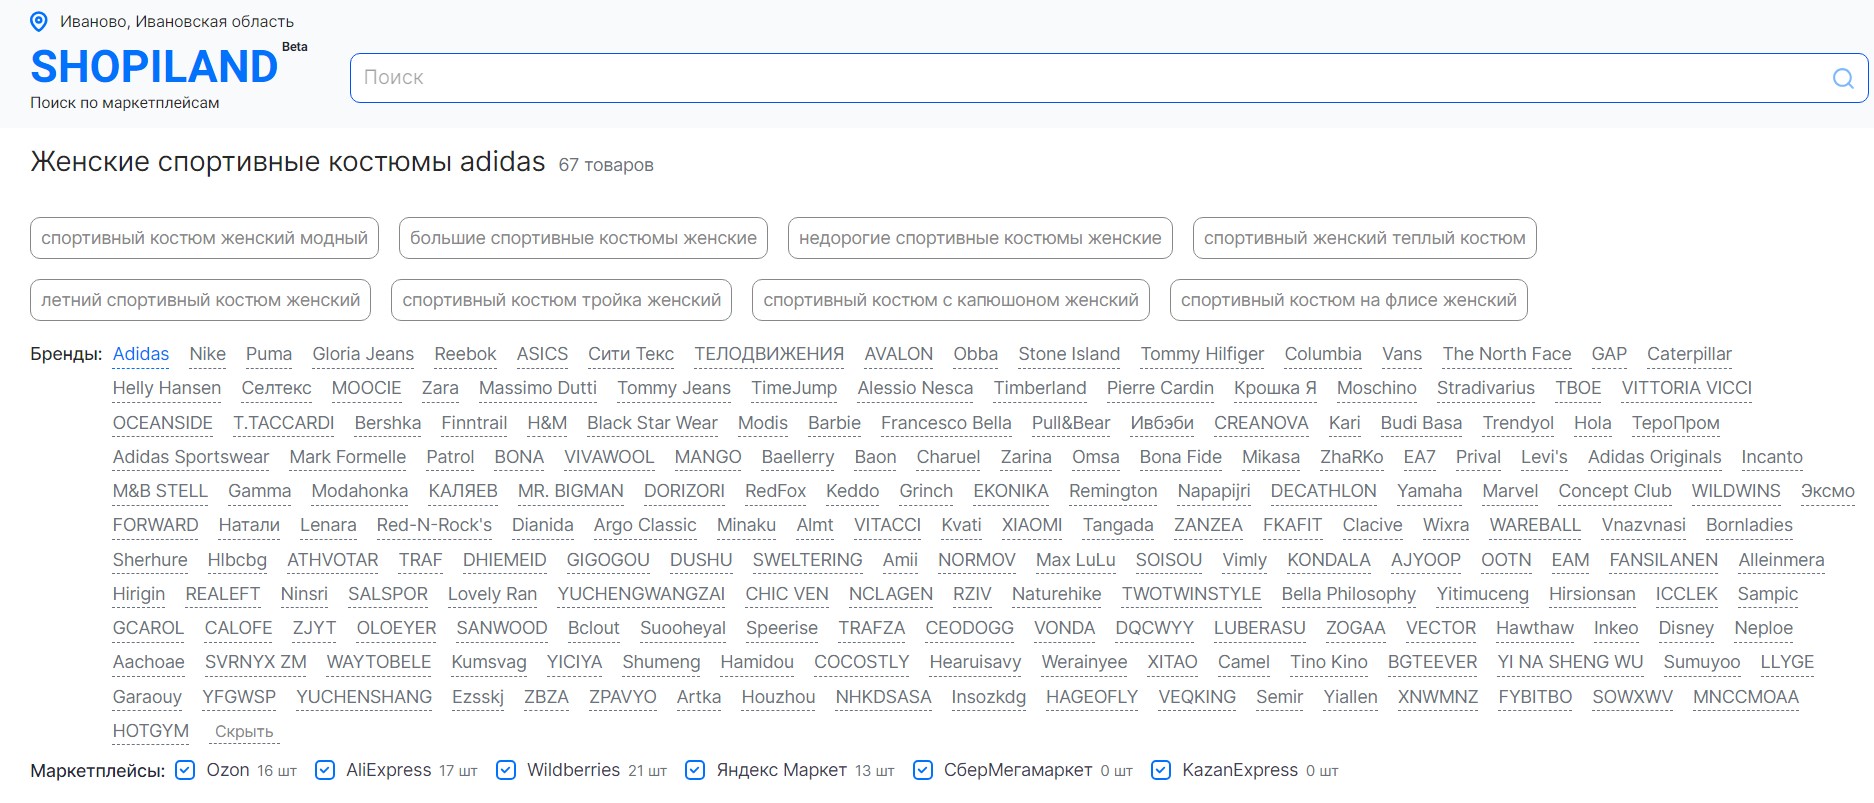 Иваново, Ивановская область
SHOPILAND Beta
Поиск
Поиск по маркетплейсам
Женские спортивные костюмы adidas 67 товаров
спортивный костюм женский модный большие спортивные костюмы женские недорогие спортивные костюмы женские спортивный женский теплый костюм
летний спортивный костюм женский спортивный костюм тройка женский спортивный костюм с капюшоном женский спортивный костюм на флисе женский
Бренды: Adidas Nike Puma Gloria Jeans Reebok ASICS Сити Текс ТЕЛОДВИЖЕНИЯ AVALON Obba Stone Island Tommy Hilfiger Columbia Vans The North Face GAP Caterpillar
Helly Hansen Селтекс MOOCIE Zara Massimo Dutti Tommy Jeans TimeJump Alessio Nesca Timberland Pierre Cardin Крошка Я Moschino Stradivarius ТВОЕ VITTORIA VICCI
OCEANSIDE T.TACCARDI Bershka Finntrail H&M Black Star Wear Modis Barbie Francesco Bella Pull&Bear Ивбэби CREANOVA Kari Budi Basa Trendyol Hola ТероПром
Adidas Sportswear Mark Formelle Patrol BONA VIVAWOOL MANGO Baellerry Baon Charuel Zarina Omsa Bona Fide Mikasa ZhaRKo EA7 Prival Levi's Adidas Originals Incanto
M&B STELL Gamma Modahonka КАЛЯЕВ MR. BIGMAN DORIZORI RedFox Keddo Grinch EKONIKA Remington Napapijri DECATHLON Yamaha Marvel Concept Club WILDWINS Эксмо
FORWARD Натали Lenara Red-N-Rock's Dianida Argo Classic Minaku Almt VITACCI Kvati XIAOMI Tangada ZANZEA FKAFIT Clacive Wixra WAREBALL Vnazvnasi Bornladies
Sherhure Hlbcbg ATHVOTAR TRAF DHIEMEID GIGOGOU DUSHU SWELTERING Amii NORMOV Max LuLu SOISOU Vimly KONDALA AJYOOP OOTN EAM FANSILANEN Alleinmera
Hirigin REALEFT Ninsri SALSPOR Lovely Ran YUCHENGWANGZAI CHIC VEN NCLAGEN RZIV Naturehike TWOTWINSTYLE Bella Philosophy Yitimuceng Hirsionsan ICCLEK Sampic
GCAROL CALOFE ZJYT OLOEYER SANWOOD Bclout Suooheyal Speerise TRAFZA CEODOGG VONDA DQCWYY LUBERASU ZOGAA VECTOR Hawthaw Inkeo Disney Neploe
Aachoae SVRNYX ZM WAYTOBELE Kumsvag YICIYA Shumeng Hamidou COCOSTLY Hearuisavy Werainyee XITAO Camel Tino Kino BGTEEVER YI NA SHENG WU Sumuyoo LLYGE
Garaouy YFGWSP YUCHENSHANG Ezsskj ZBZA ZPAVYO Artka Houzhou NHKDSASA Insozkdg HAGEOFLY VEQKING Semir Yiallen XNWMNZ FYBITBO SOWXWV MNCCMOAA
HOTGYM Скрыть
Маркетплейсы: Ozon 16 шт AliExpress 17 шт Wildberries 21 шт Яндекс Маркет 13 шт СберМегамаркет 0 шт KazanExpress 0 шт